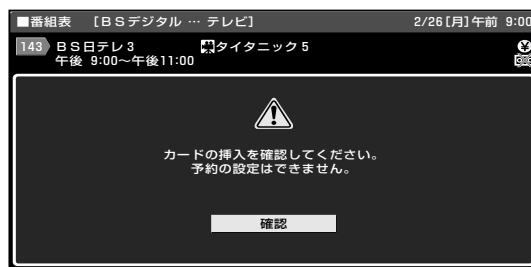 ■番組表 [BSデジタル … テレビ] 2/26[月]午前 9:00
143 BS日テレ3 タイタニック5
午後 9:00~午後11:00
カードの挿入を確認してください。
予約の設定はできません。
確認